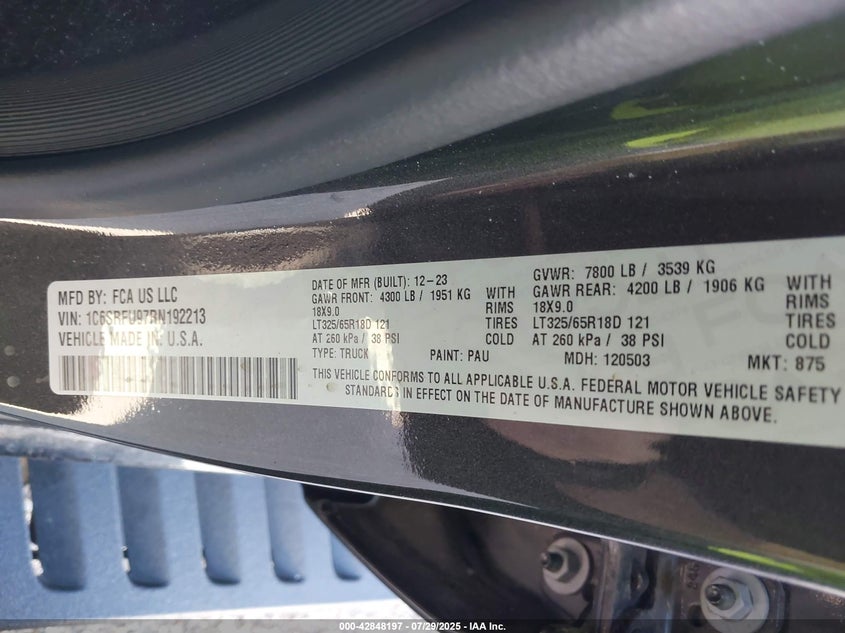 MFD BY: FCA US LLC
VIN: 1C6SRFU97RN192213
VEHICLE MADE IN: U.S.A.
DATE OF MFR (BUILT): 12-23
GAWR FRONT: 4300 LB / 1951 KG WITH
18X9.0 RIMS
LT325/65R18D 121 TIRES
AT 260 kPa / 38 PSI COLD
TYPE: TRUCK PAINT: PAU
GVWR: 7800 LB / 3539 KG
GAWR REAR: 4200 LB / 1906 KG WITH
18X9.0 RIMS
LT325/65R18D 121 TIRES
AT 260 kPa / 38 PSI COLD
MDH: 120503 MKT: 875
THIS VEHICLE CONFORMS TO ALL APPLICABLE U.S.A. FEDERAL MOTOR VEHICLE SAFETY
STANDARDS IN EFFECT ON THE DATE OF MANUFACTURE SHOWN ABOVE.
000-42848197 - 07/29/2025 - IAA Inc.